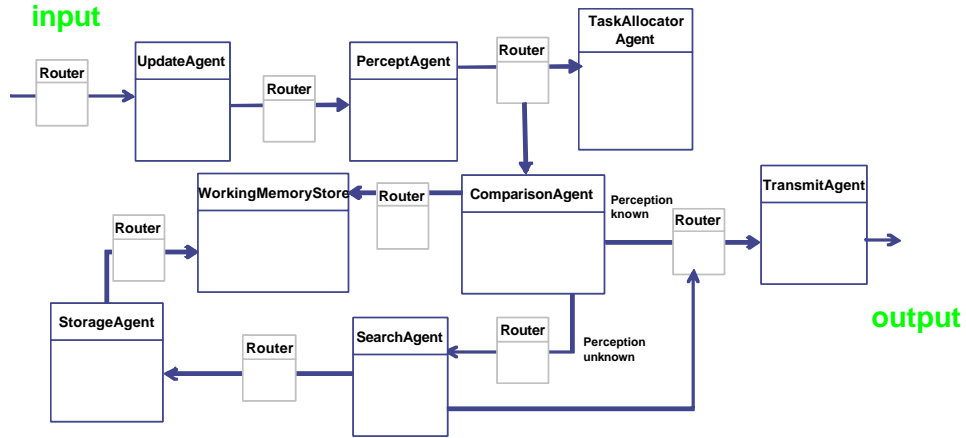 input
TaskAllocator
Agent
Router
UpdateAgent
PerceptAgent
Router
Router
WorkingMemoryStore
ComparisonAgent
TransmitAgent
Router
Perception
known
Router
Router
StorageAgent
SearchAgent
Router
output
Router
Perception
unknown